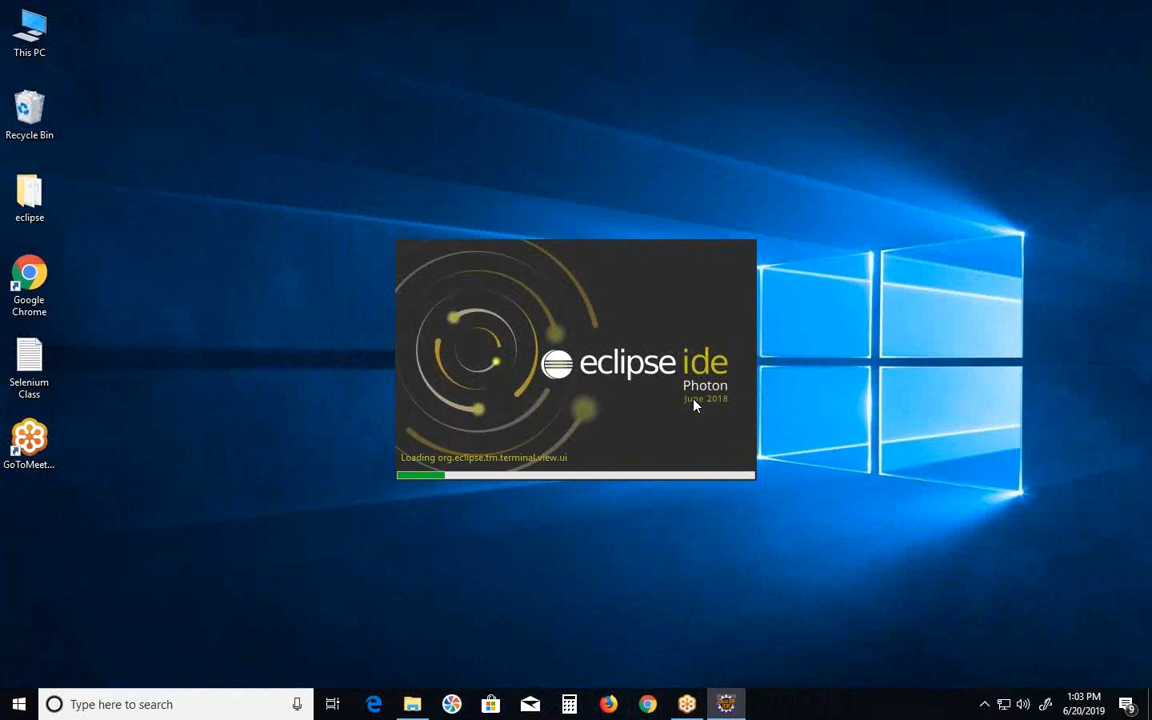 This PC
Recycle Bin
eclipse
Google
Chrome
Selenium
Class
GoToMeet...
eclipse ide
Photon
June 2018
Loading org.eclipse.tm.terminal.view.ui
Type here to search
1:03 PM
6/20/2019
9